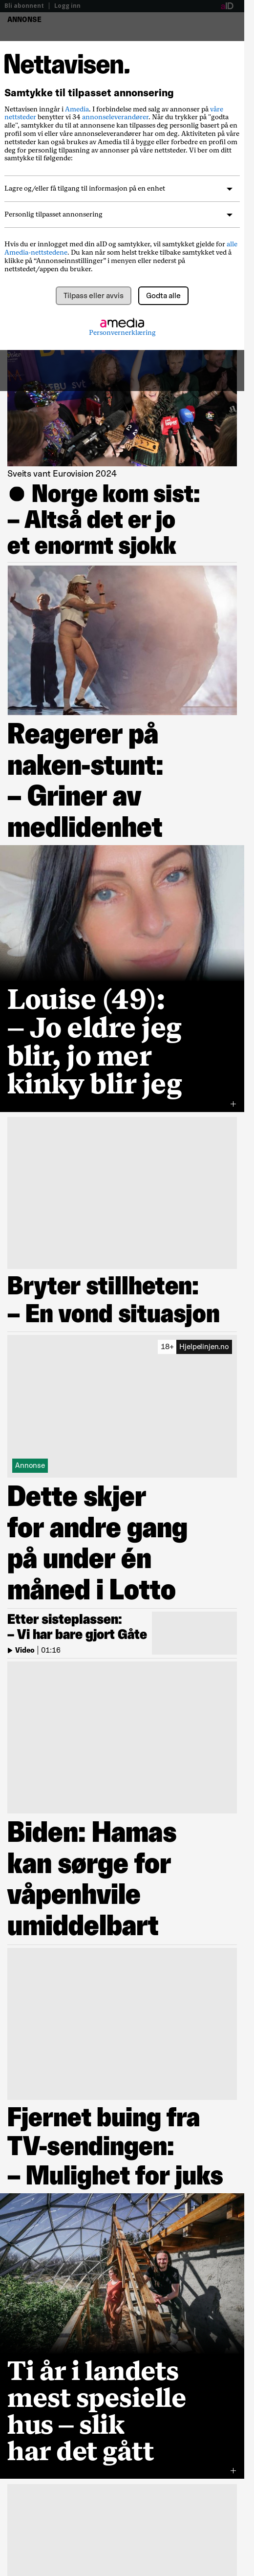 Bli abonnent | Logg inn
aID
ANNONSE
Nettavisen.
Samtykke til tilpasset annonsering
Nettavisen inngår i Amedia. I forbindelse med salg av annonser på våre
nettsteder benytter vi 34 annonseleverandører. Når du trykker på "godta
alle", samtykker du til at annonsene kan tilpasses deg personlig basert på en
profil som vi eller våre annonseleverandører har om deg. Aktiviteten på våre
nettsteder kan også brukes av Amedia til å bygge eller forbedre en profil om
deg for personlig tilpasning av annonser på våre nettsteder. Vi ber om ditt
samtykke til følgende:
Lagre og/eller få tilgang til informasjon på en enhet
Personlig tilpasset annonsering
Hvis du er innlogget med din aID og samtykker, vil samtykket gjelde for alle
Amedia-nettstedene. Du kan når som helst trekke tilbake samtykket ved å
klikke på “Annonseinnstillinger” i menyen eller nederst på
nettstedet/appen du bruker.
Tilpass eller avvis
Godta alle
amedia
Personvernerklæring
Sveits vant Eurovision 2024
● Norge kom sist:
– Altså det er jo
et enormt sjokk
Reagerer på
naken-stunt:
– Griner av
medlidenhet
Louise (49):
– Jo eldre jeg
blir, jo mer
kinky blir jeg
+
Bryter stillheten:
– En vond situasjon
18+ Hjelpelinjen.no
Annonse
Dette skjer
for andre gang
på under én
måned i Lotto
Etter sisteplassen:
– Vi har bare gjort Gåte
Video | 01:16
Biden: Hamas
kan sørge for
våpenhvile
umiddelbart
Fjernet buing fra
TV-sendingen:
– Mulighet for juks
Ti år i landets
mest spesielle
hus – slik
har det gått
+